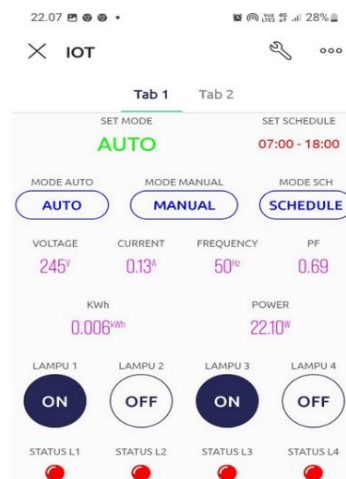 22.07 28%
IOT
Tab 1 Tab 2
SET MODE SET SCHEDULE
AUTO 07:00 - 18:00
MODE AUTO MODE MANUAL MODE SCH
AUTO MANUAL SCHEDULE
VOLTAGE CURRENT FREQUENCY PF
245V 0.13A 50Hz 0.69
KWh POWER
0.006kWh 22.10W
LAMPU 1 LAMPU 2 LAMPU 3 LAMPU 4
ON OFF ON OFF
STATUS L1 STATUS L2 STATUS L3 STATUS L4